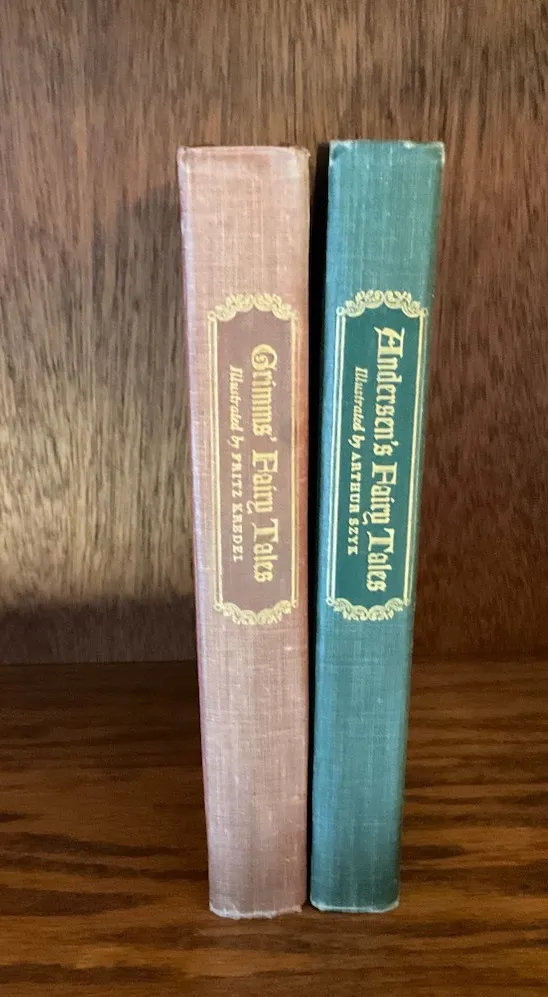 Grimms' Fairy Tales
Illustrated by FRITZ KREDEL
Andersen's Fairy Tales
Illustrated by ARTHUR SZYK